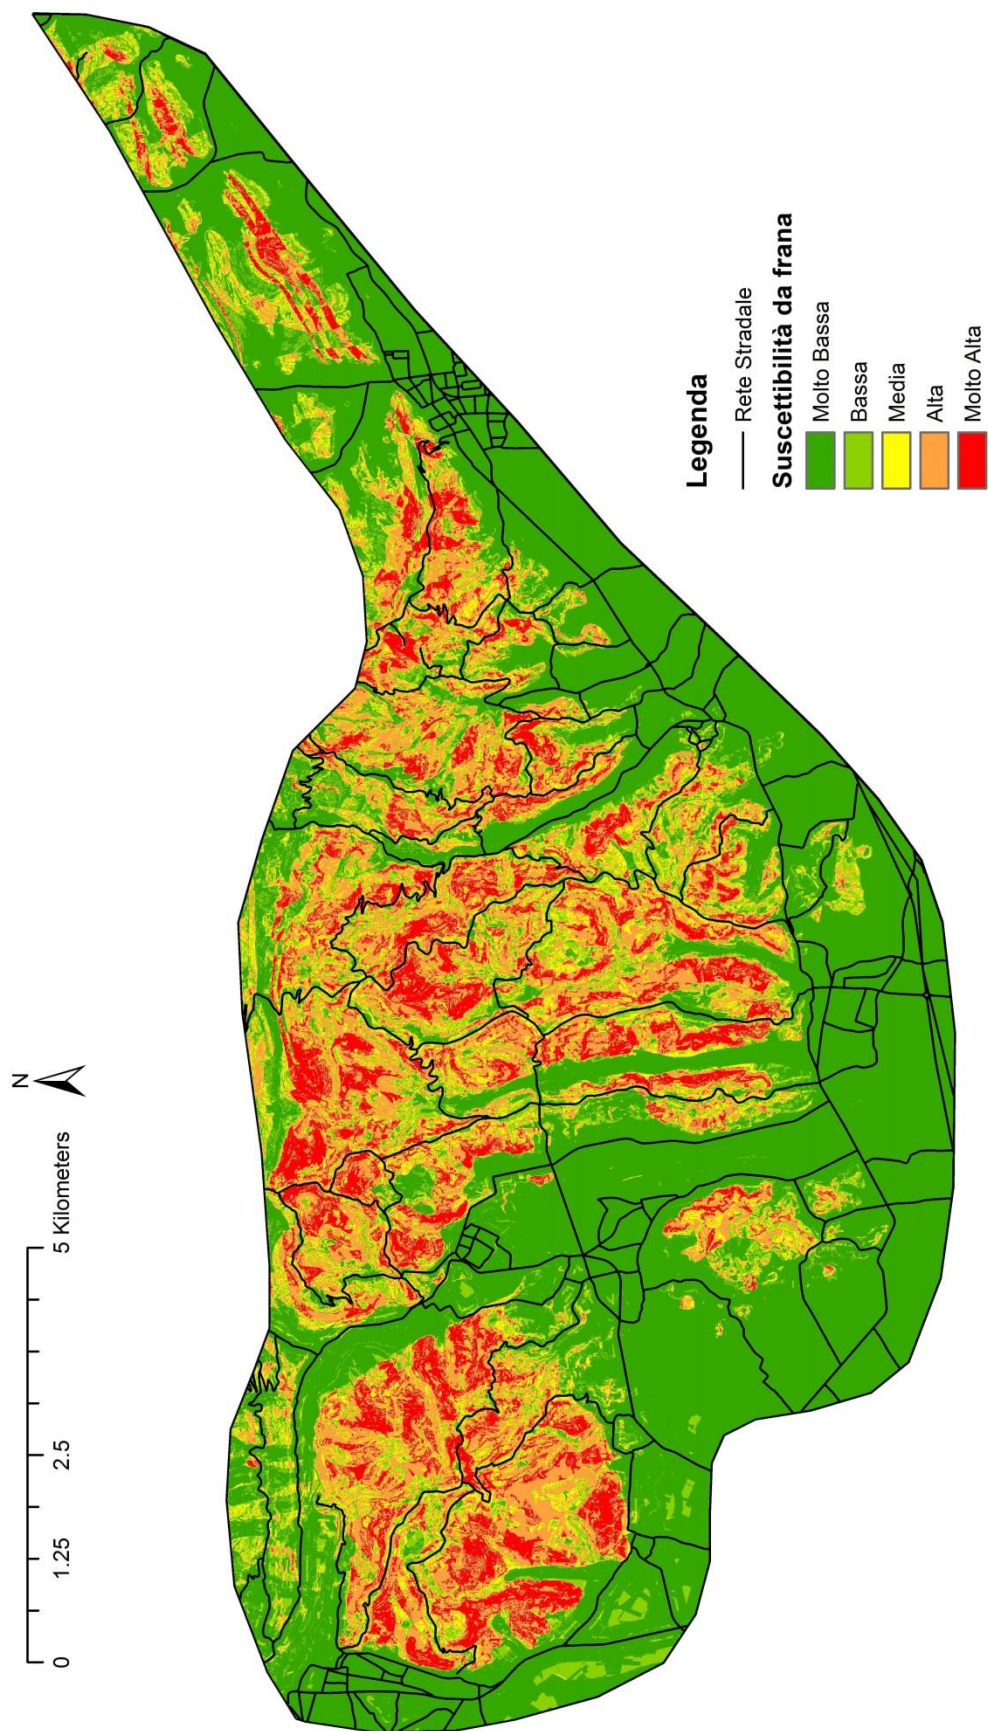 N
0 1.25 2.5 5 Kilometers
Legenda
Rete Stradale
Suscettibilità da frana
Molto Bassa
Bassa
Media
Alta
Molto Alta